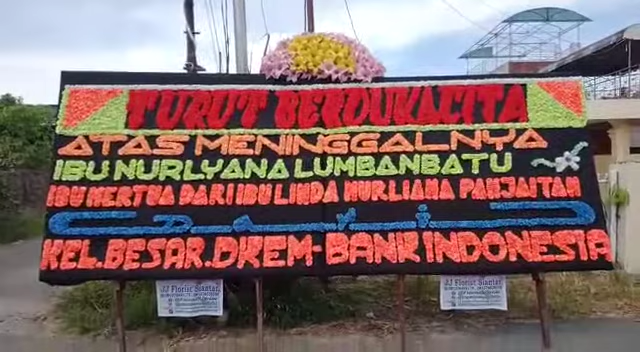 TURUT BERDUKACITA
ATAS MENINGGALNYA
IBU NURLYANA LUMBANBATU
IBU MERTUA DARI IBU LINDA NURLIANA PANJAITAN
Dari
KEL.BESAR.DKEM-BANK INDONESIA
JJ Florist Siantar
JJ Florist Siantar